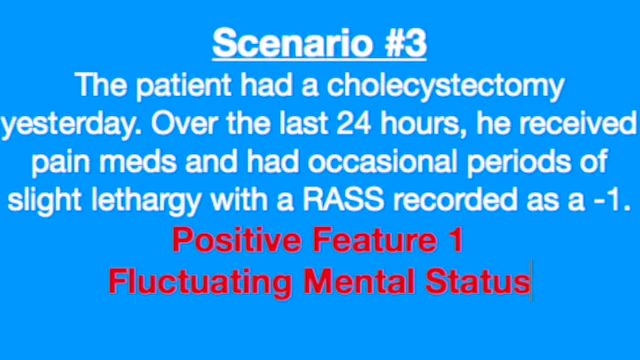 Scenario #3
The patient had a cholecystectomy
yesterday. Over the last 24 hours, he received
pain meds and had occasional periods of
slight lethargy with a RASS recorded as a -1.
Positive Feature 1
Fluctuating Mental Status